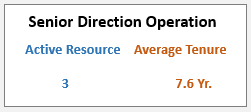 Senior Direction Operation
Active Resource Average Tenure
3 7.6 Yr.